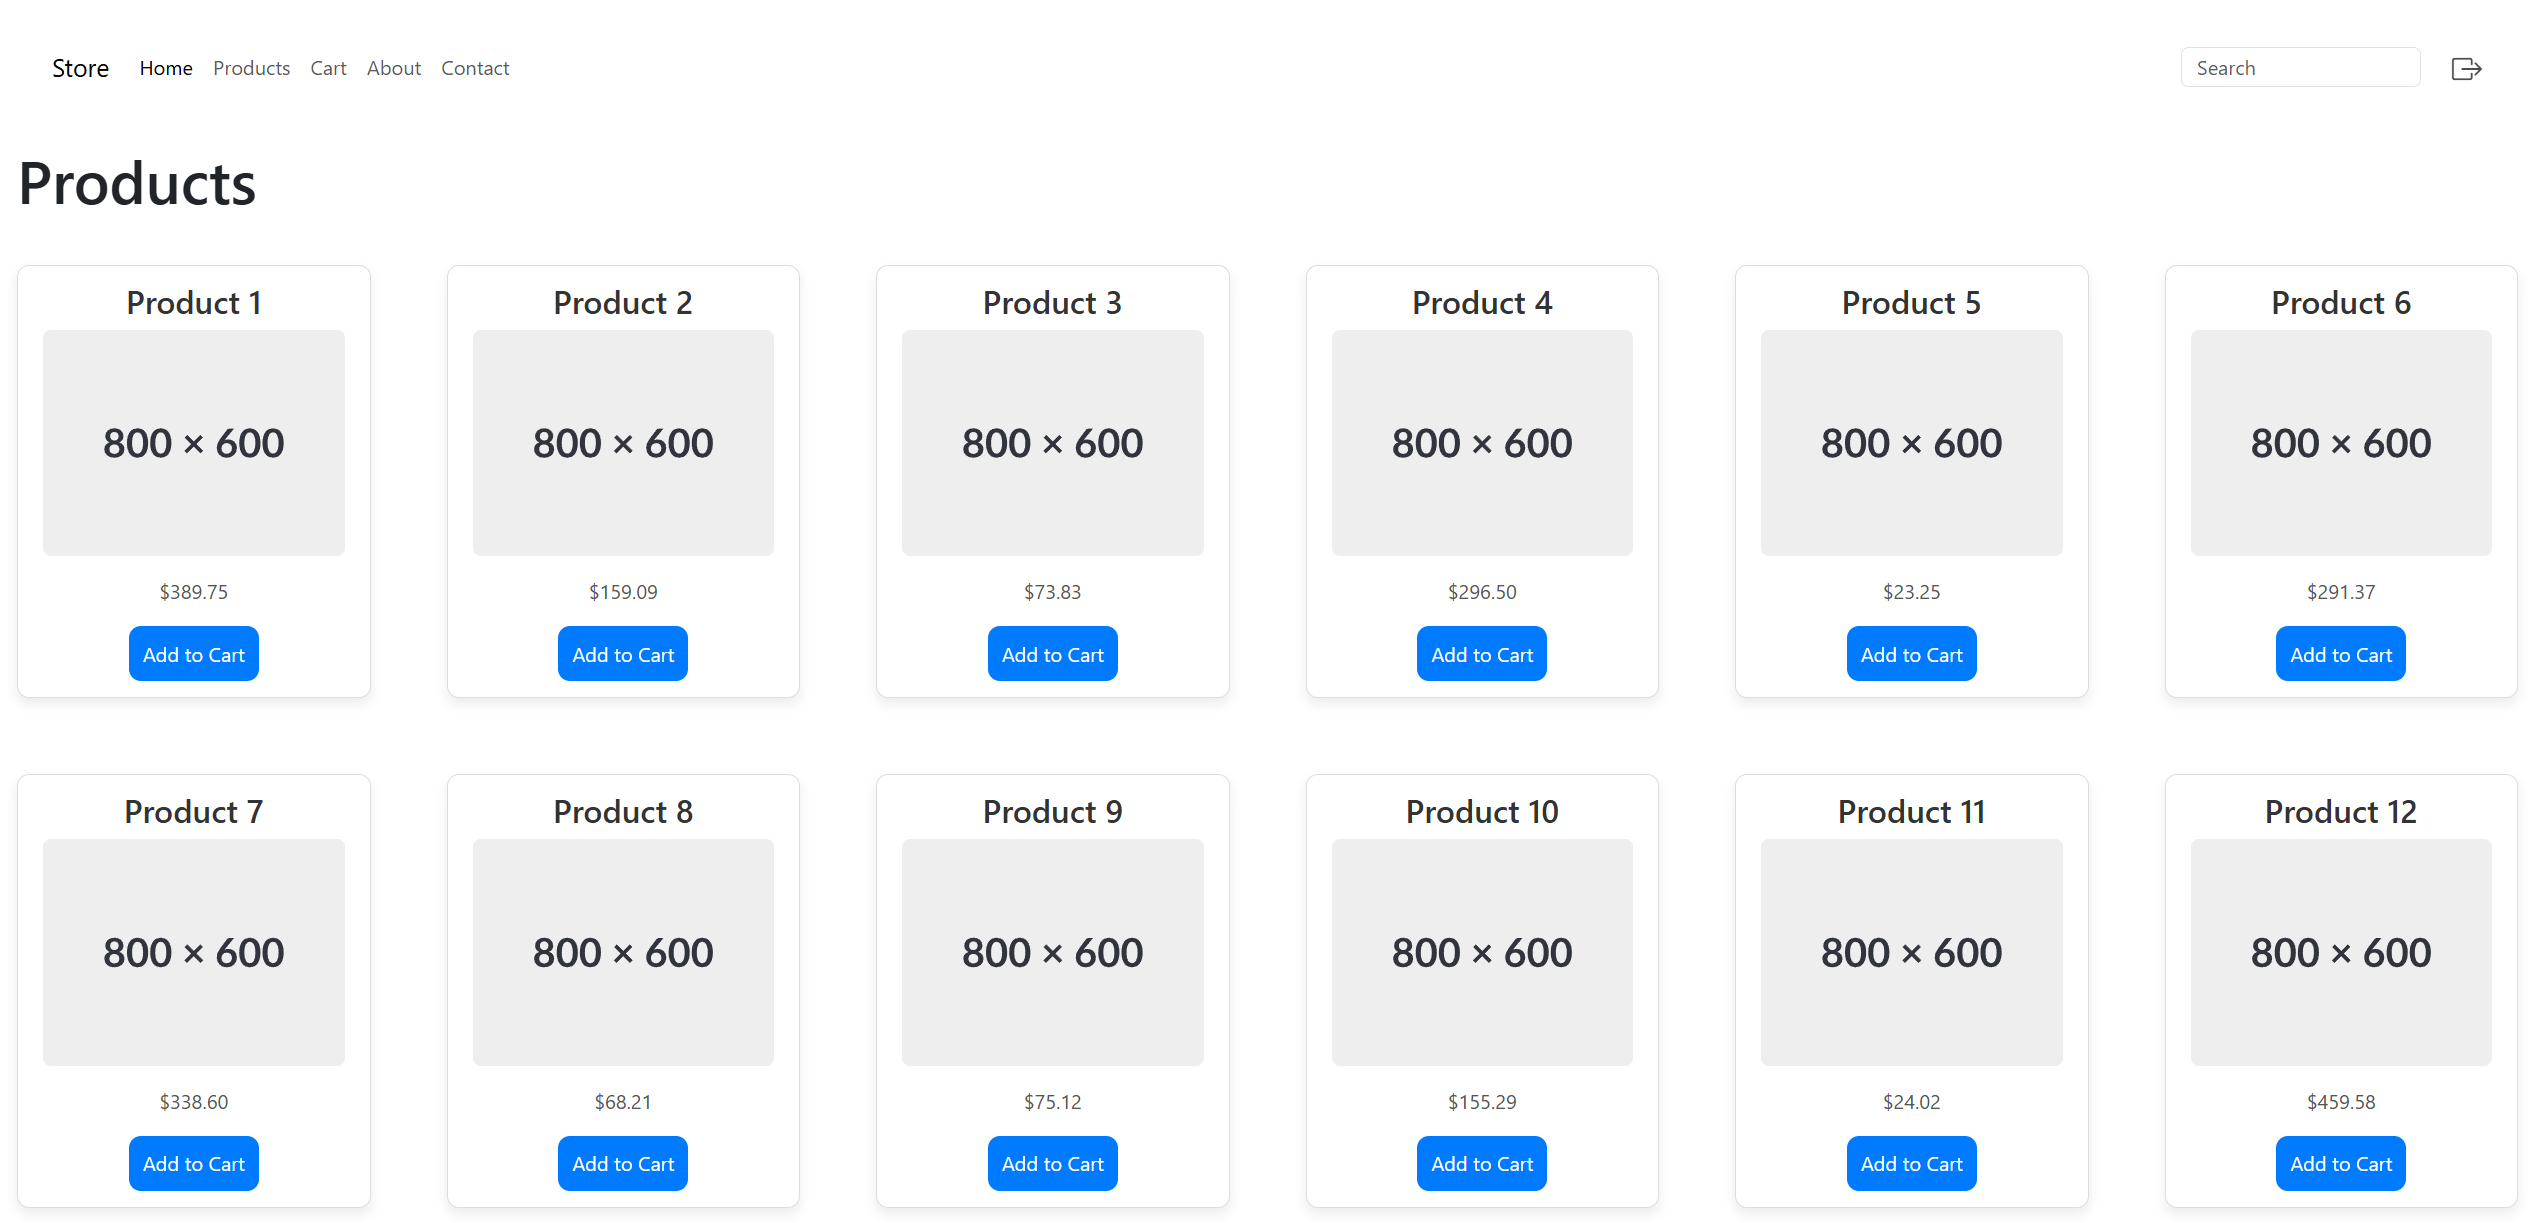 Store Home Products Cart About Contact Search
Products
Product 1 Product 2 Product 3 Product 4 Product 5 Product 6
800 × 600 800 × 600 800 × 600 800 × 600 800 × 600 800 × 600
$389.75 $159.09 $73.83 $296.50 $23.25 $291.37
Add to Cart Add to Cart Add to Cart Add to Cart Add to Cart Add to Cart
Product 7 Product 8 Product 9 Product 10 Product 11 Product 12
800 × 600 800 × 600 800 × 600 800 × 600 800 × 600 800 × 600
$338.60 $68.21 $75.12 $155.29 $24.02 $459.58
Add to Cart Add to Cart Add to Cart Add to Cart Add to Cart Add to Cart